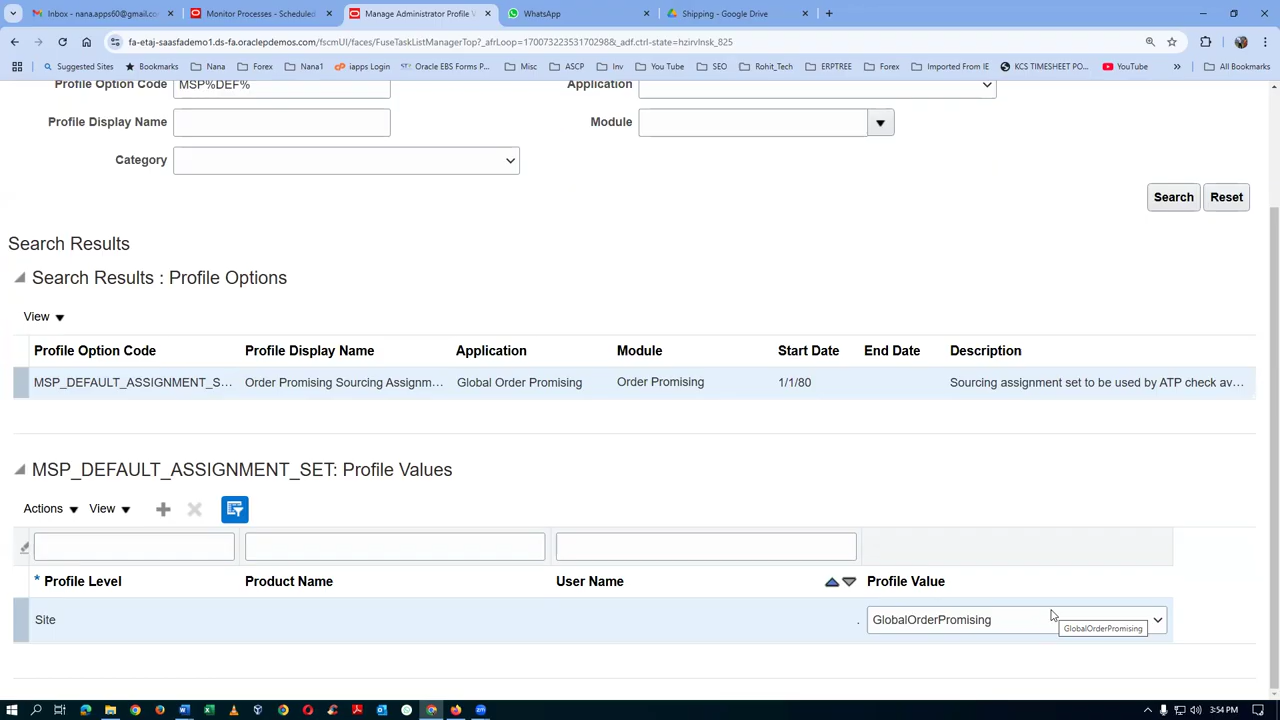 Inbox - nana.apps60@gmail.co
Monitor Processes - Scheduled
Manage Administrator Profile V
WhatsApp
Shipping - Google Drive
fa-etaj-saasfademo1.ds-fa.oraclepdemos.com/fscmUI/faces/FuseTaskListManagerTop?_afrLoop=1700732235317029​8&_adf.ctrl-state=hzirvlnsk_825
Suggested Sites
Bookmarks
Nana
Forex
Nana1
iapps Login
Oracle EBS Forms P...
Misc
ASCP
Inv
You Tube
SEO
Rohit_Tech
ERPTREE
Forex
Imported From IE
KCS TIMESHEET PO...
YouTube
All Bookmarks
Profile Option Code MSP%DEF% Application
Profile Display Name Module
Category
Search Reset
Search Results
Search Results : Profile Options
View
Profile Option Code Profile Display Name Application Module Start Date End Date Description
MSP_DEFAULT_ASSIGNMENT_S... Order Promising Sourcing Assignm... Global Order Promising Order Promising 1/1/80 Sourcing assignment set to be used by ATP check av...
MSP_DEFAULT_ASSIGNMENT_SET: Profile Values
Actions View
* Profile Level Product Name User Name Profile Value
Site . GlobalOrderPromising
GlobalOrderPromising
3:54 PM